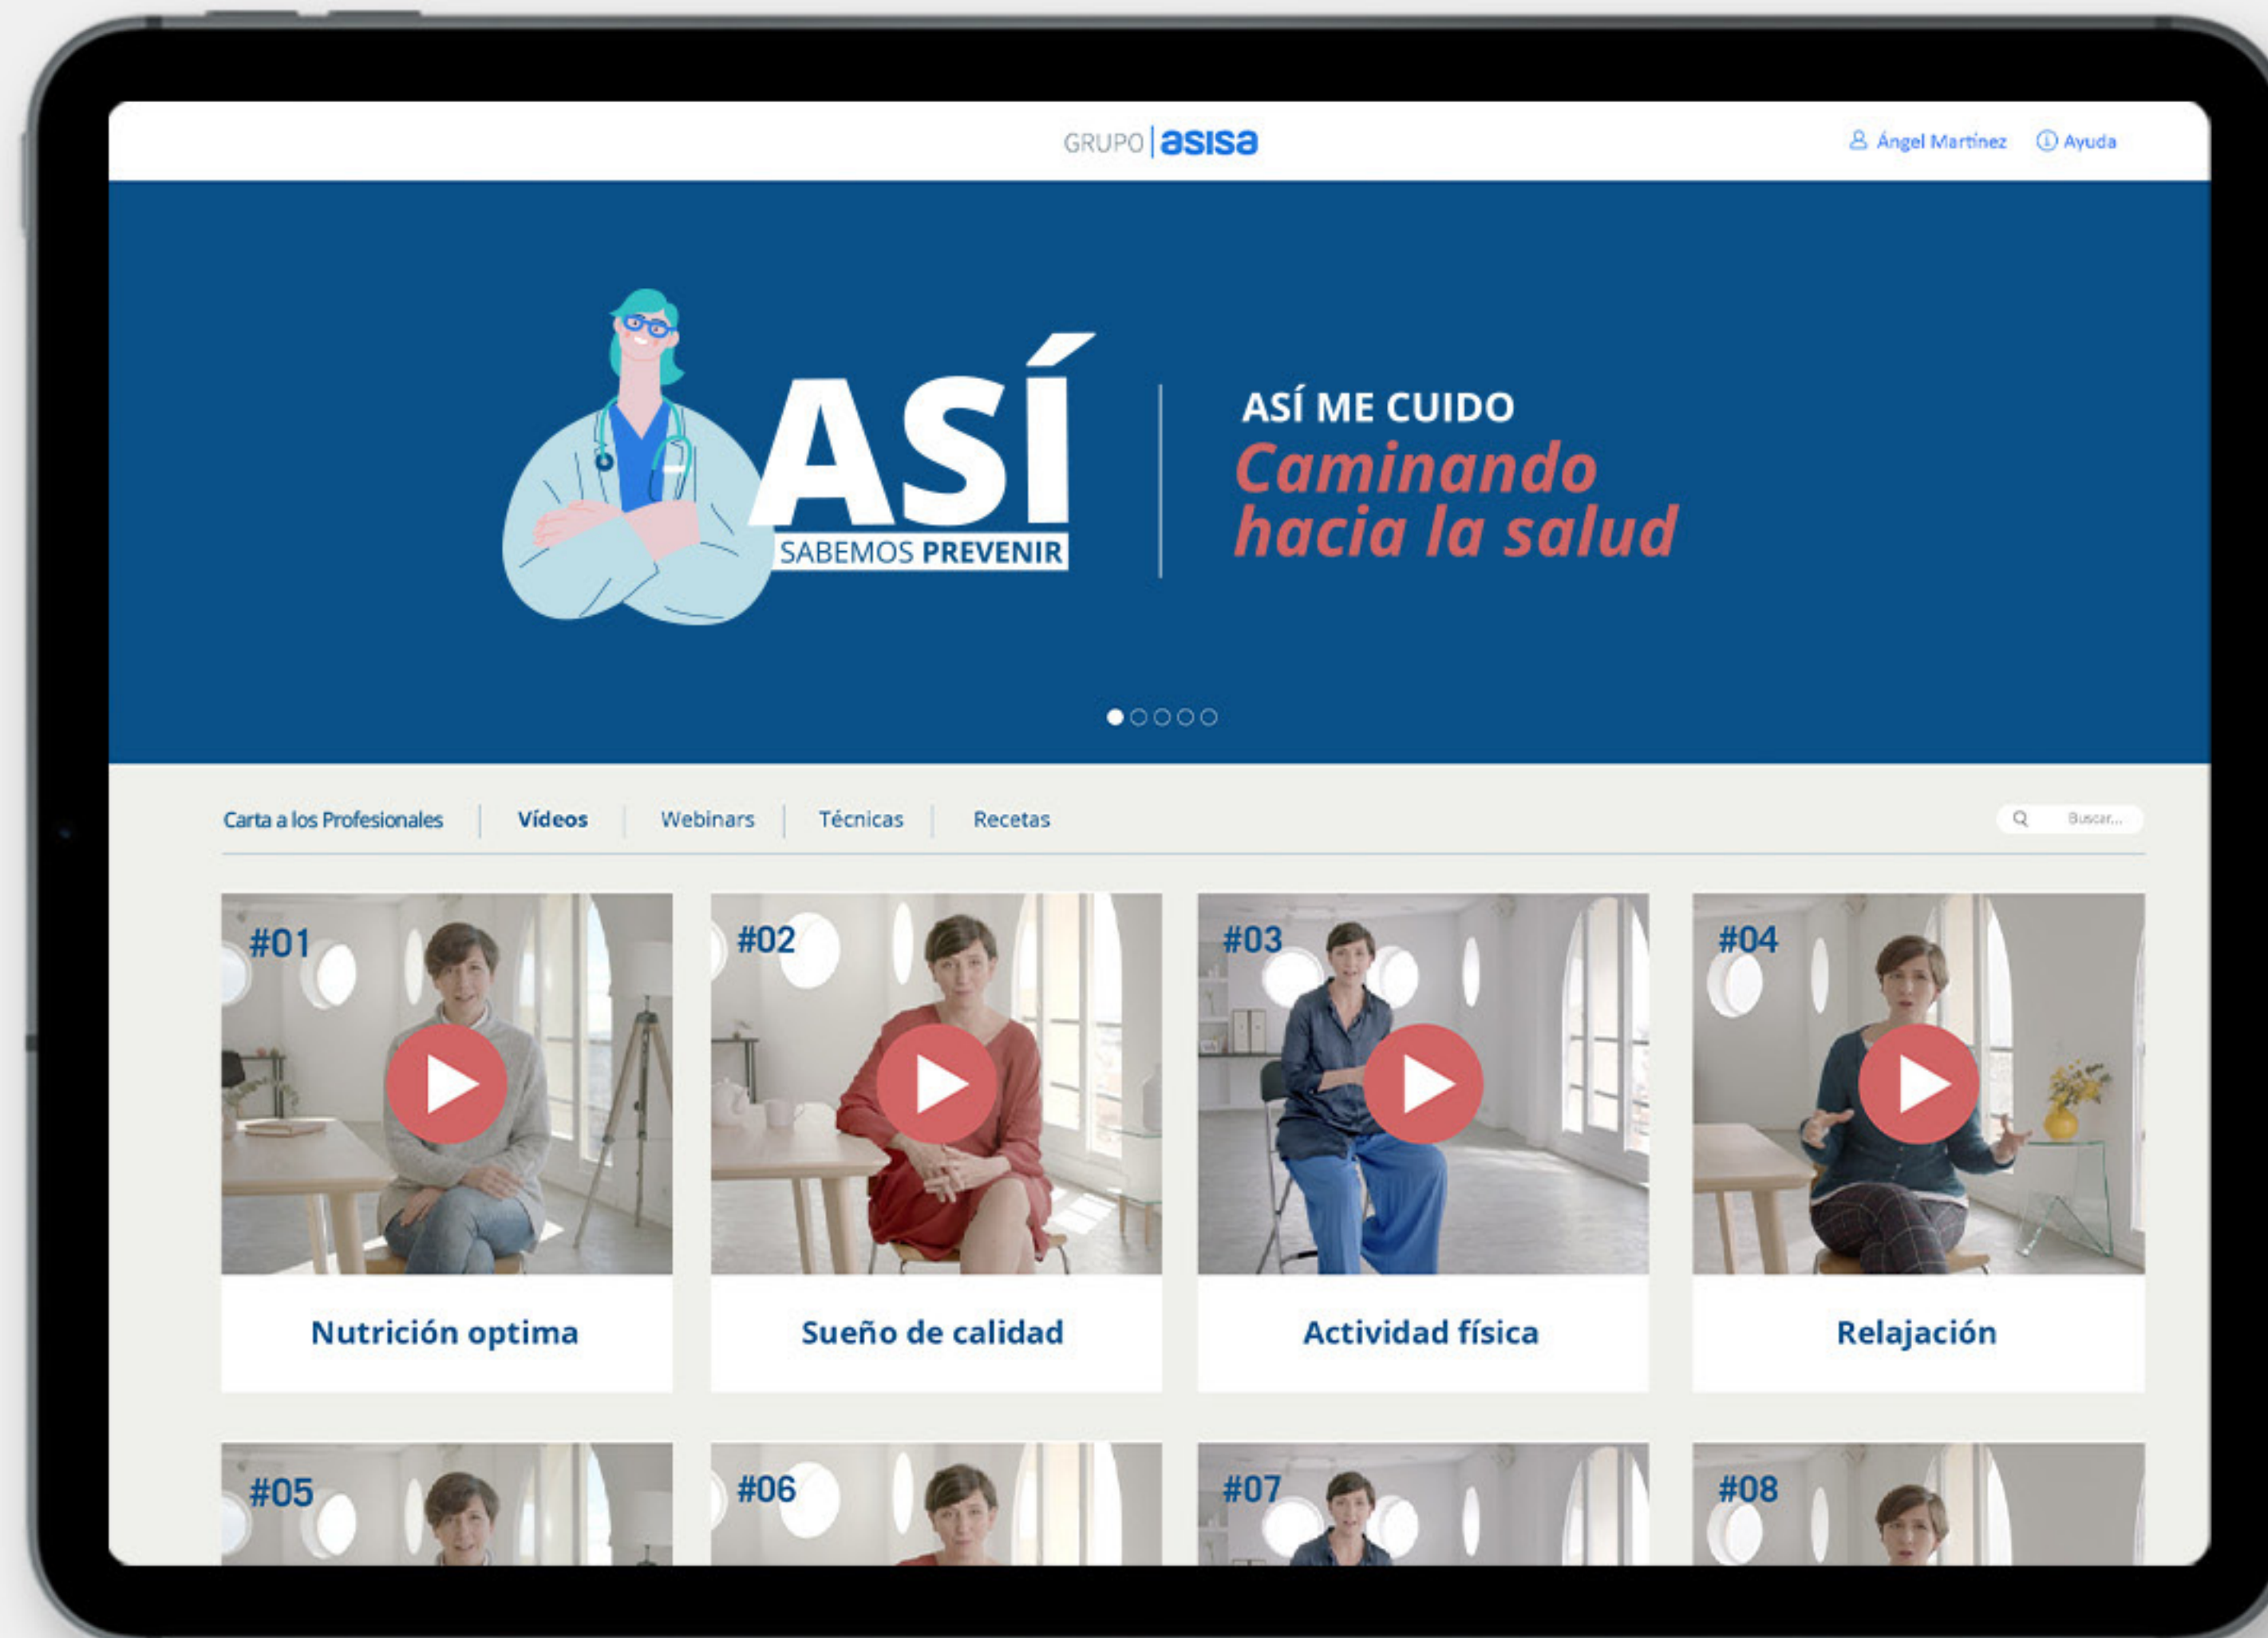 GRUPO asisa
Ángel Martínez
Ayuda
ASÍ
SABEMOS PREVENIR
ASÍ ME CUIDO
Caminando
hacia la salud
Carta a los Profesionales
Vídeos
Webinars
Técnicas
Recetas
Buscar...
#01
#02
#03
#04
Nutrición optima
Sueño de calidad
Actividad física
Relajación
#05
#06
#07
#08